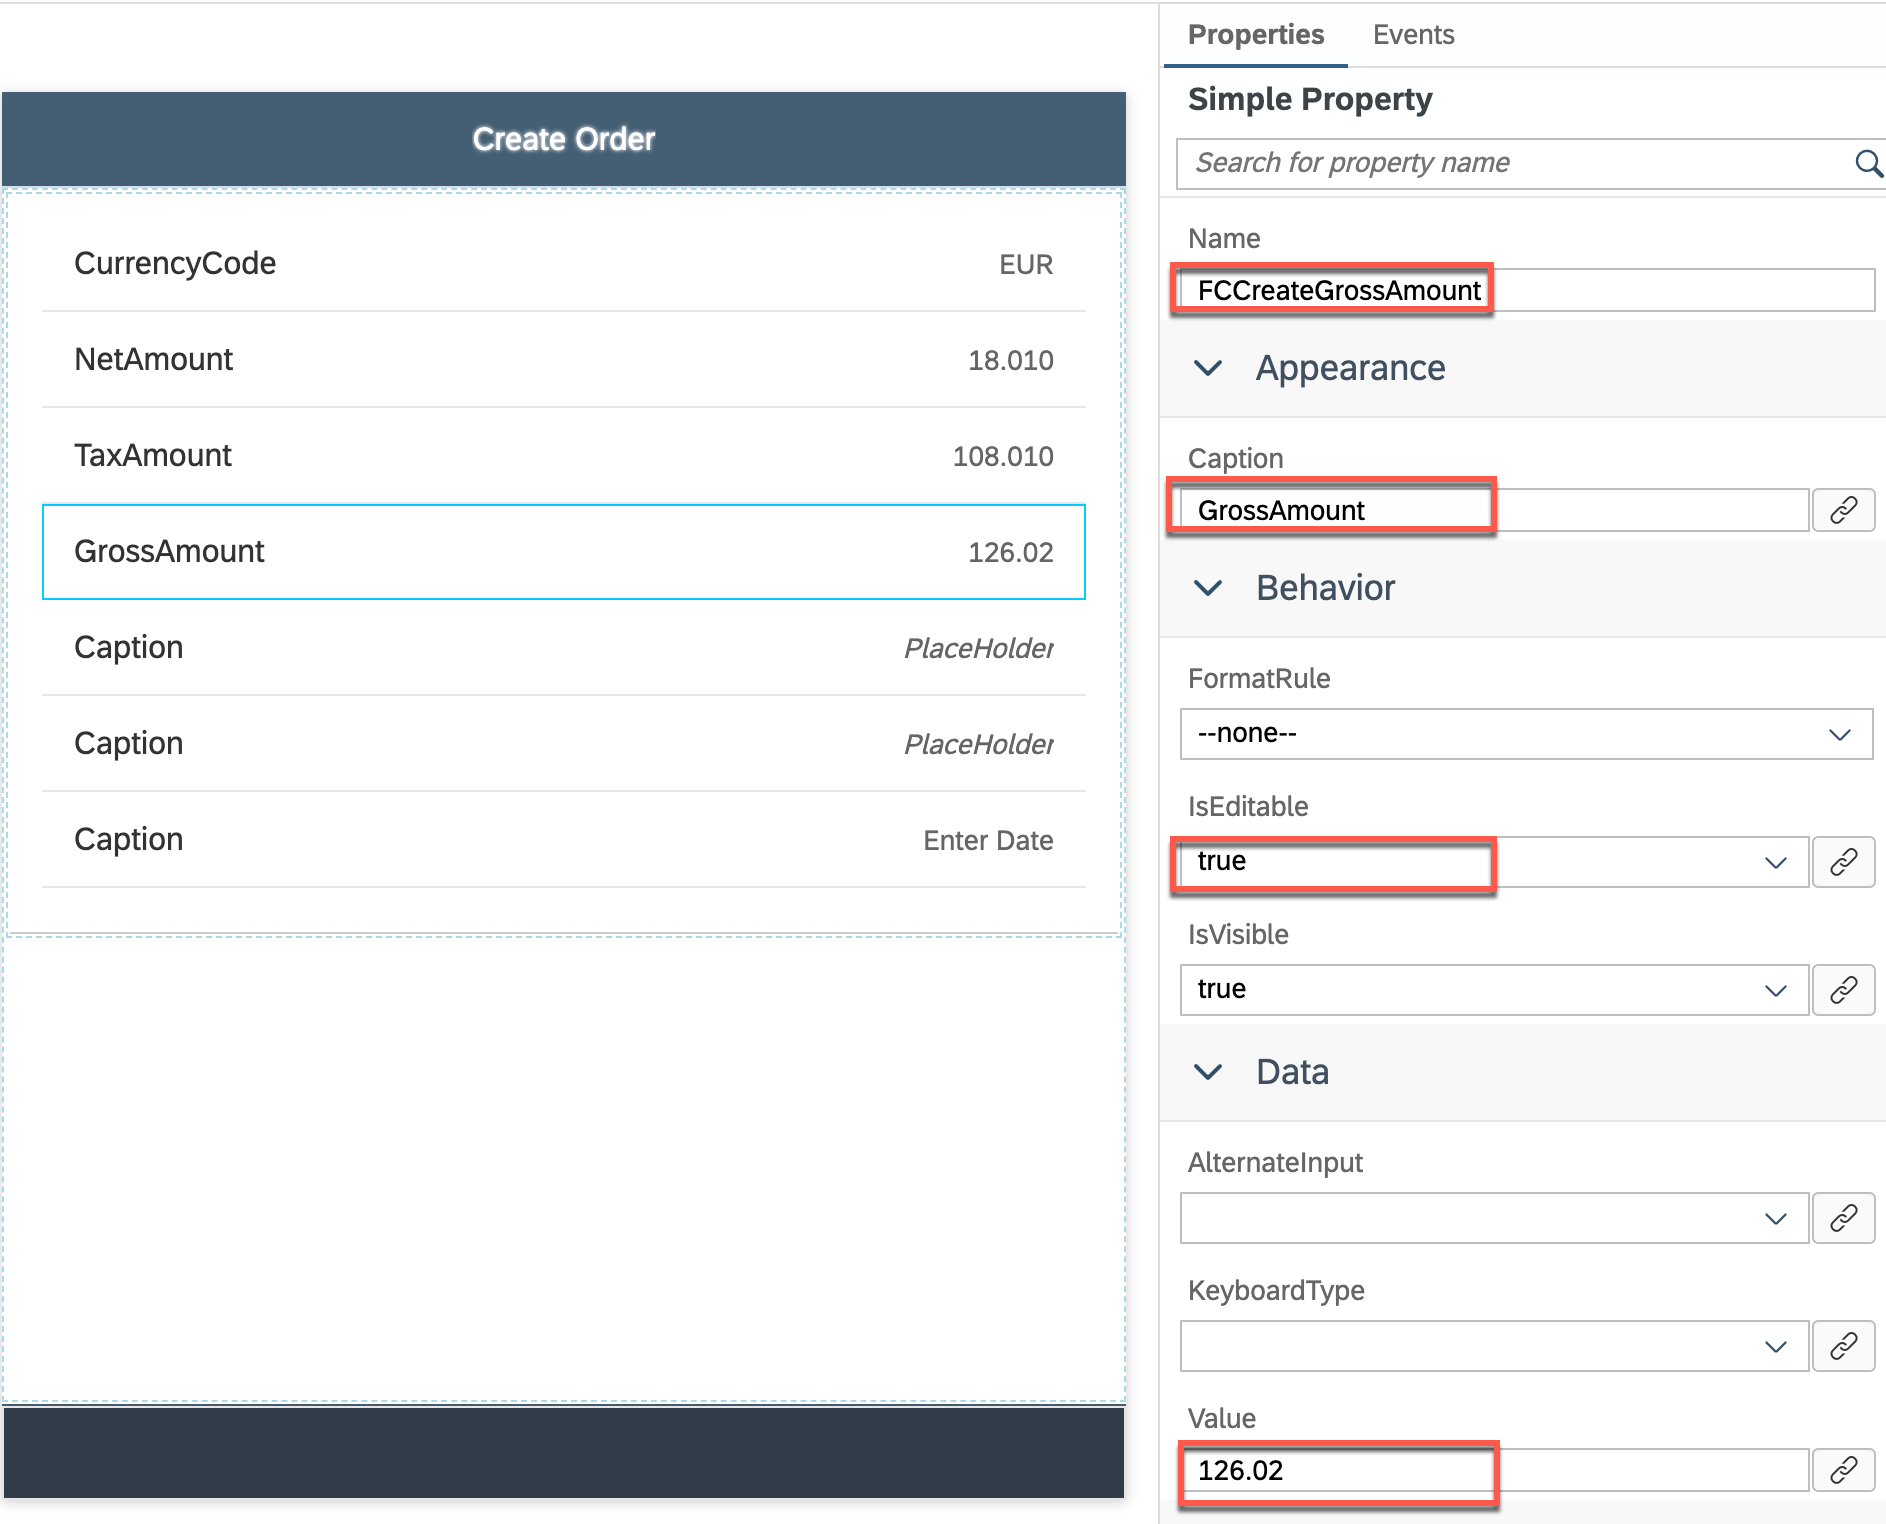 Create Order
CurrencyCode EUR
NetAmount 18.010
TaxAmount 108.010
GrossAmount 126.02
Caption PlaceHolder
Caption PlaceHolder
Caption Enter Date
Properties Events
Simple Property
Search for property name
Name
FCCreateGrossAmount
Appearance
Caption
GrossAmount
Behavior
FormatRule
--none--
IsEditable
true
IsVisible
true
Data
AlternateInput
KeyboardType
Value
126.02